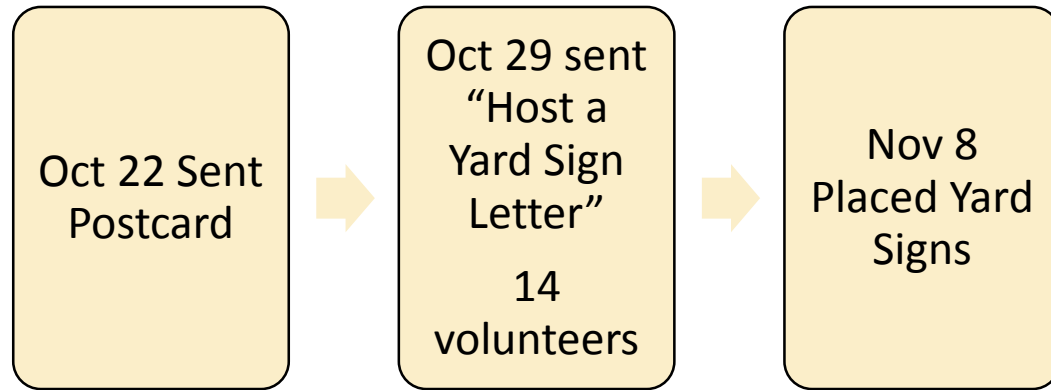 Oct 22 Sent
Postcard
Oct 29 sent
“Host a
Yard Sign
Letter”
14
volunteers
Nov 8
Placed Yard
Signs